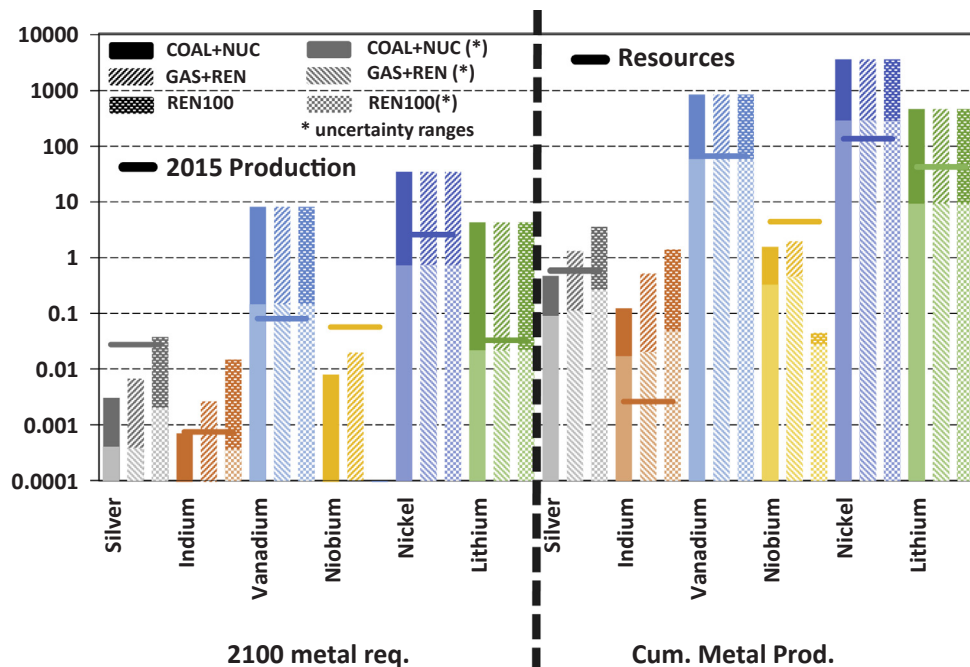 10000
1000
100
10
1
0.1
0.01
0.001
0.0001
COAL+NUC
COAL+NUC (*)
GAS+REN
GAS+REN (*)
REN100
REN100(*)
* uncertainty ranges
2015 Production
Resources
Silver
Indium
Vanadium
Niobium
Nickel
Lithium
Silver
Indium
Vanadium
Niobium
Nickel
Lithium
2100 metal req.
Cum. Metal Prod.